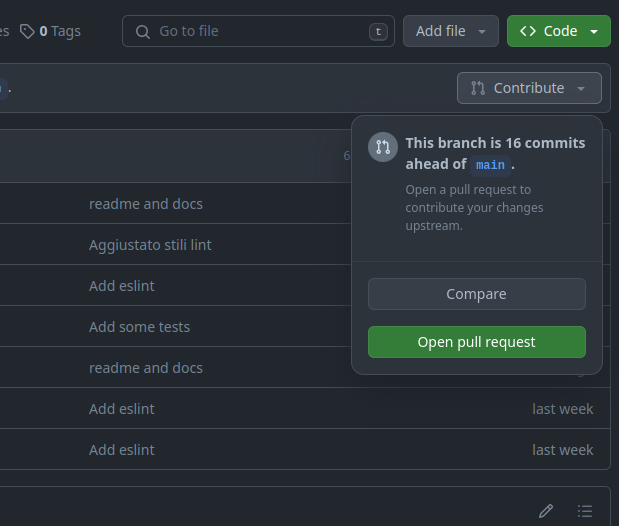 0 Tags
Go to file
t
Add file
Code
.
Contribute
This branch is 16 commits
ahead of main.
Open a pull request to
contribute your changes
upstream.
6
readme and docs
Aggiustato stili lint
Add eslint
Compare
Add some tests
Open pull request
readme and docs
Add eslint
last week
Add eslint
last week